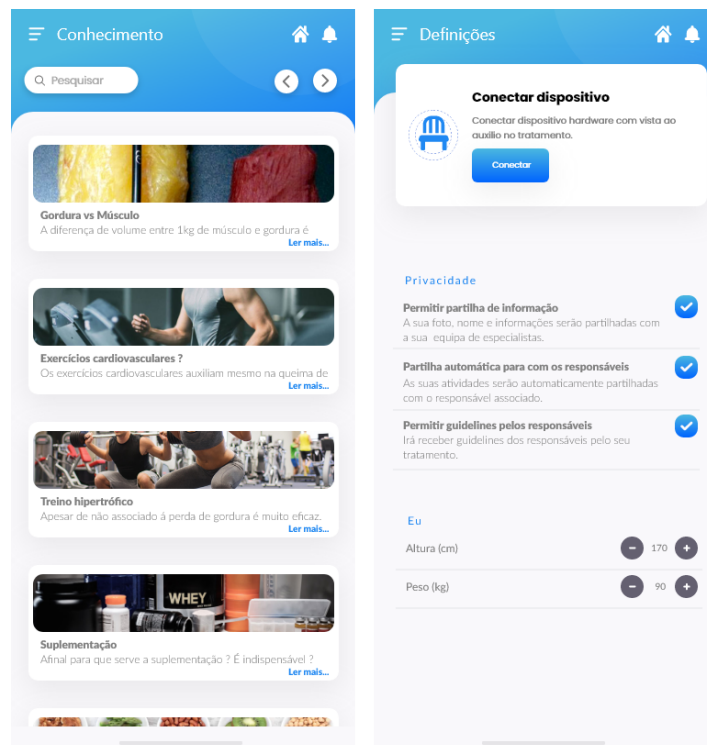 Conhecimento
Pesquisar
Gordura vs Músculo
A diferença de volume entre 1kg de músculo e gordura é
Ler mais...
Exercícios cardiovasculares ?
Os exercícios cardiovasculares auxiliam mesmo na queima de
Ler mais...
Treino hipertrófico
Apesar de não associado á perda de gordura é muito eficaz.
Ler mais...
WHEY
Suplementação
Afinal para que serve a suplementação ? É indispensável ?
Ler mais...
Definições
Conectar dispositivo
Conectar dispositivo hardware com vista ao
auxilio no tratamento.
Conectar
Privacidade
Permitir partilha de informação
A sua foto, nome e informações serão partilhadas com
a sua equipa de especialistas.
Partilha automática para com os responsáveis
As suas atividades serão automaticamente partilhadas
com o responsável associado.
Permitir guidelines pelos responsáveis
Irá receber guidelines dos responsáveis pelo seu
tratamento.
Eu
Altura (cm)
- 170 +
Peso (kg)
- 90 +